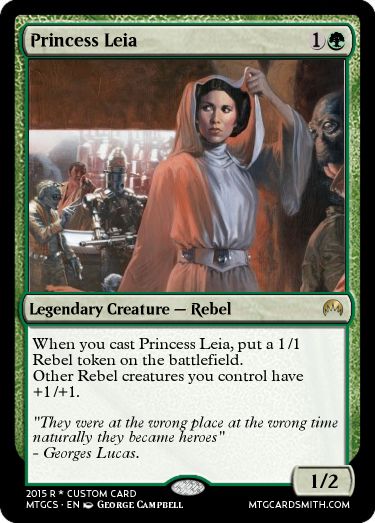 Princess Leia 1
Legendary Creature — Rebel
When you cast Princess Leia, put a 1/1
Rebel token on the battlefield.
Other Rebel creatures you control have
+1/+1.
"They were at the wrong place at the wrong time
naturally they became heroes"
- Georges Lucas.
1/2
2015 R * CUSTOM CARD
MTGCS - EN George Campbell
MTGCARDSMITH.COM